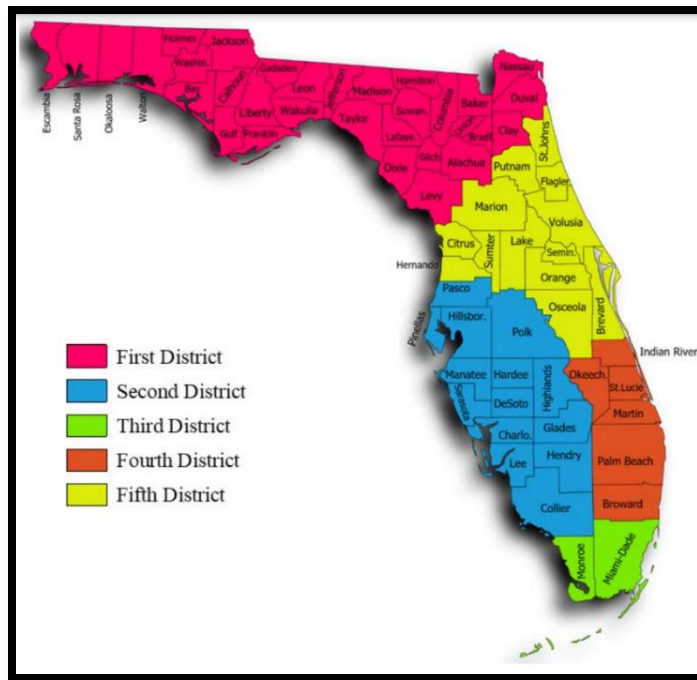 Holmes
Jackson
Washin.
Bay
Calhoun
Gadsden
Leon
Jefferson
Liberty
Wakulla
Gulf
Franklin
Escambia
Santa Rosa
Okaloosa
Walton
Madison
Hamilton
Taylor
Suwan.
Columbia
Lafaye.
Dixie
Gilch
Baker
Union
Bradf.
Alachua
Levy
Nassau
Duval
Clay
St.Johns
Putnam
Flagler
Marion
Volusia
Citrus
Sumter
Lake
Semin.
Hernando
Orange
Osceola
Brevard
Pasco
Pinellas
Hillsbor.
Polk
Indian River
Manatee
Hardee
Highlands
Okeech.
St.Lucie
Sarasota
DeSoto
Martin
Charlo.
Glades
Lee
Hendry
Palm Beach
Collier
Broward
Monroe
Miami-Dade
First District
Second District
Third District
Fourth District
Fifth District